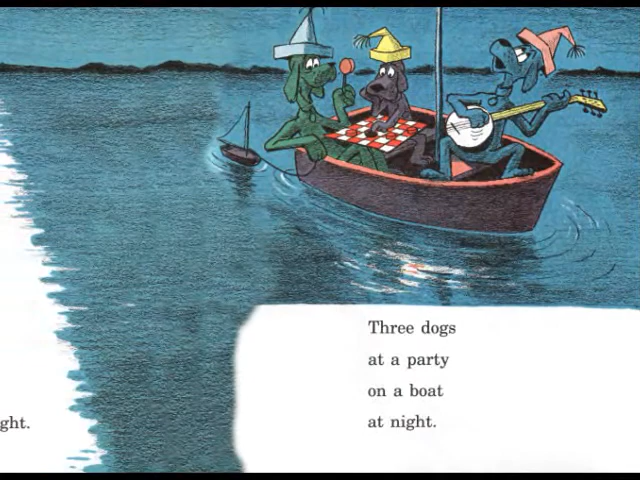 ght.
Three dogs
at a party
on a boat
at night.